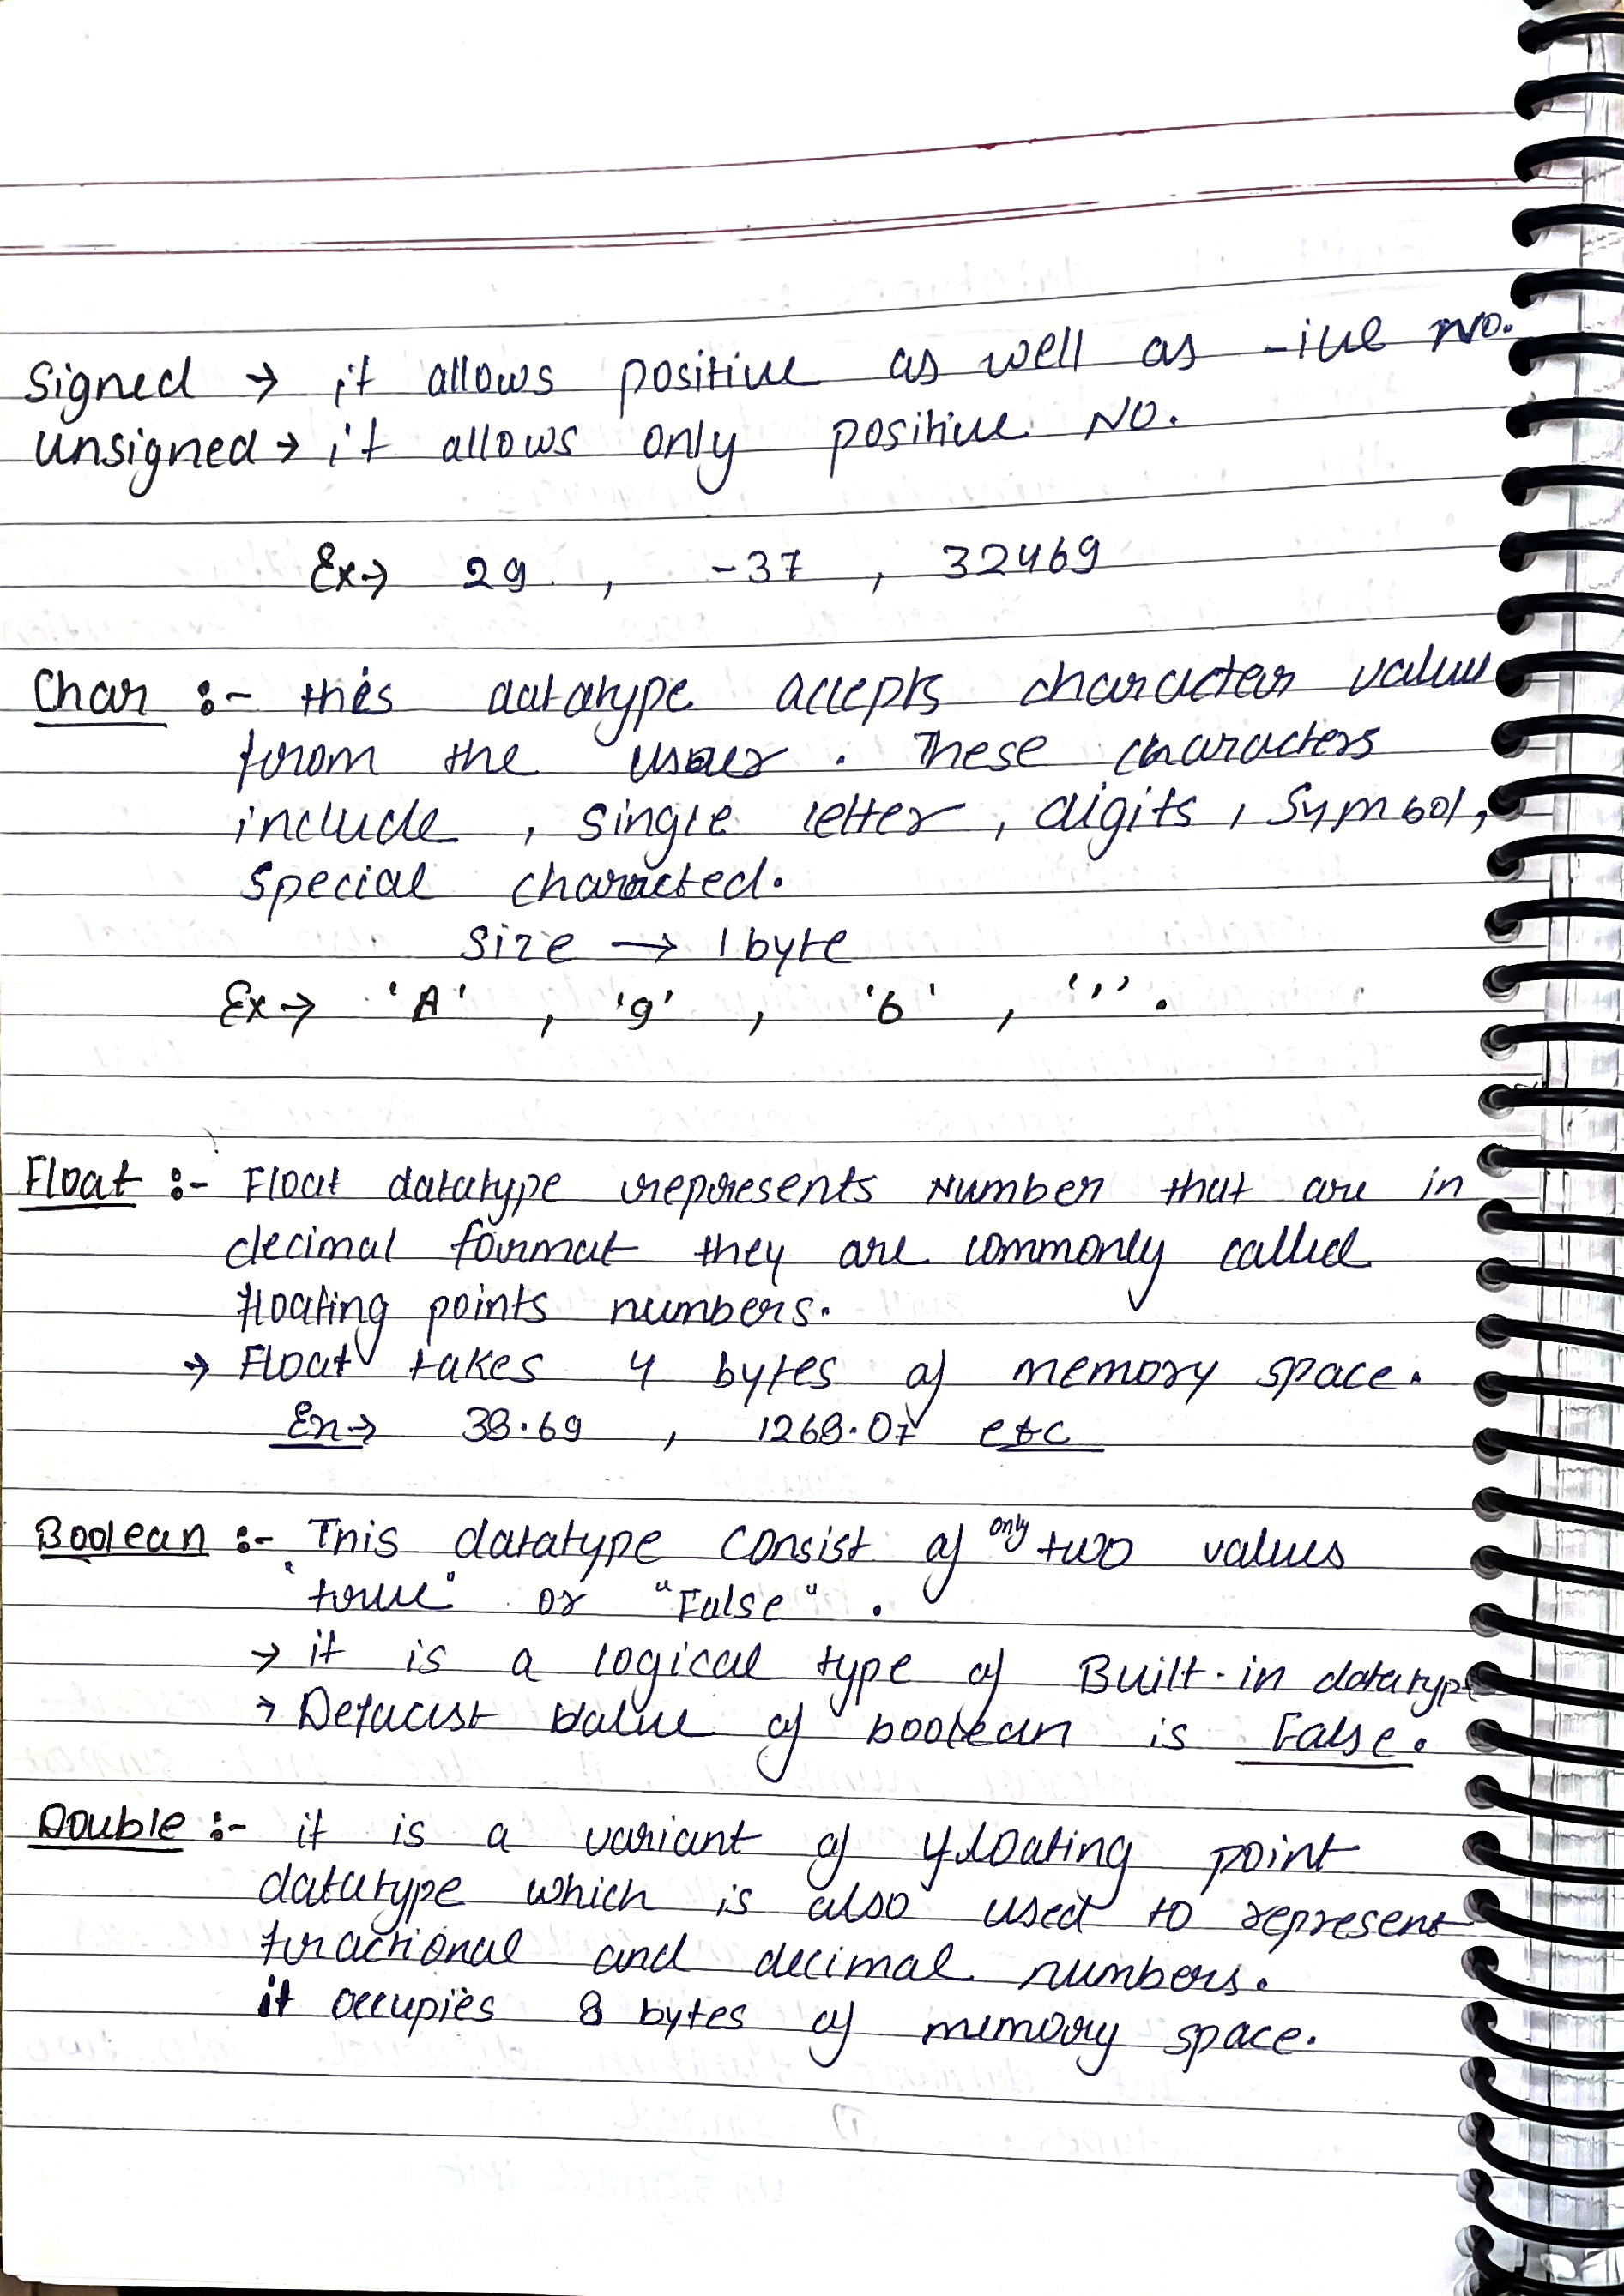 Signed → it allows positive as well as -ive No.
unsigned → it allows only positive No.
Ex→ 29 , -37 , 32469
Char :- this datatype accepts character value
from the user . These characters
include , single letter , digits , Symbol,
special characted.
Size → 1 byte
Ex→ 'A' , '9' , '6' , ',' .
Float :- Float datatype represents Number that are in
decimal format they are commonly called
floating points numbers.
→ Float takes 4 bytes of memory space.
Ex→ 38.69 , 1268.07 etc
Boolean :- This datatype consist of only two values
"true" or "False" .
→ it is a logical type of Built-in datatype
→ Default value of boolean is False.
Double :- it is a variant of floating point
datatype which is also used to represent
fractional and decimal numbers.
it occupies 8 bytes of memory space.